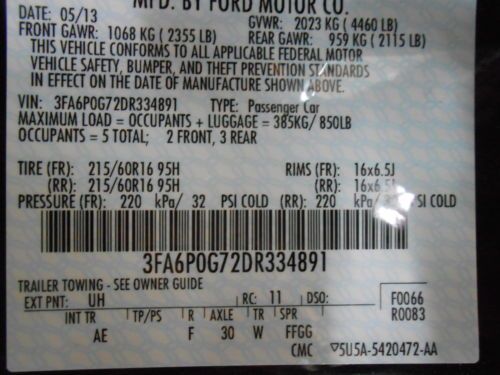 MFD. BY FORD MOTOR CO.
DATE: 05/13 GVWR: 2023 KG ( 4460 LB)
FRONT GAWR: 1068 KG ( 2355 LB) REAR GAWR: 959 KG ( 2115 LB)
THIS VEHICLE CONFORMS TO ALL APPLICABLE FEDERAL MOTOR
VEHICLE SAFETY, BUMPER, AND THEFT PREVENTION STANDARDS
IN EFFECT ON THE DATE OF MANUFACTURE SHOWN ABOVE.
VIN: 3FA6P0G72DR334891 TYPE: Passenger Car
MAXIMUM LOAD = OCCUPANTS + LUGGAGE = 385KG/ 850LB
OCCUPANTS = 5 TOTAL; 2 FRONT, 3 REAR
TIRE (FR): 215/60R16 95H RIMS (FR): 16x6.5J
(RR): 215/60R16 95H (RR): 16x6.5J
PRESSURE (FR): 220 kPa/ 32 PSI COLD (RR): 220 kPa/ 32 PSI COLD
3FA6P0G72DR334891
TRAILER TOWING - SEE OWNER GUIDE
EXT PNT: UH RC: 11 DSO: F0066
R0083
INT TR TP/PS R AXLE TR SPR
AE F 30 W FFGG
CMC ▽5U5A-5420472-AA